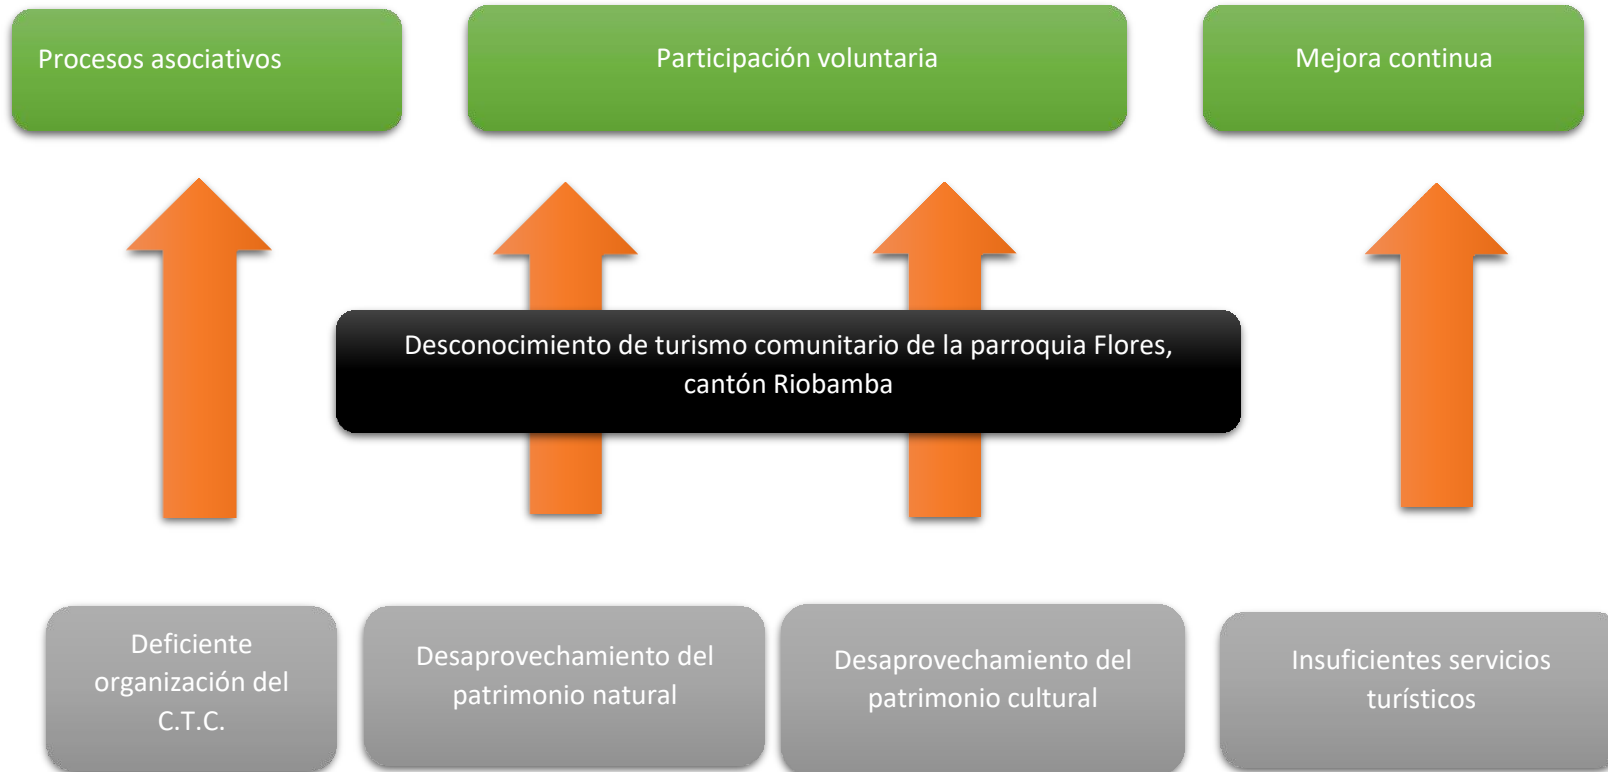 Procesos asociativos
Participación voluntaria
Mejora continua
Desconocimiento de turismo comunitario de la parroquia Flores,
cantón Riobamba
Deficiente
organización del
C.T.C.
Desaprovechamiento del
patrimonio natural
Desaprovechamiento del
patrimonio cultural
Insuficientes servicios
turísticos